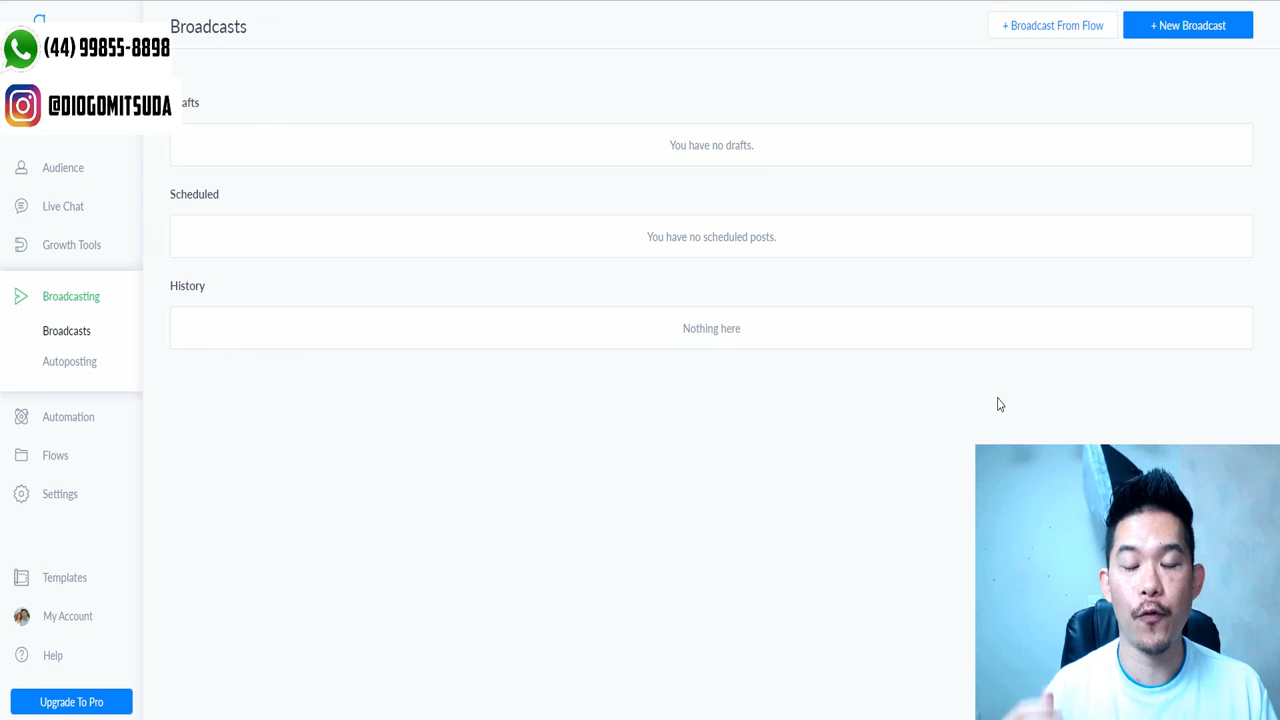 Broadcasts
+ Broadcast From Flow
+ New Broadcast
(44) 99855-8898
@DIOGOMITSUDA
afts
You have no drafts.
Audience
Scheduled
Live Chat
You have no scheduled posts.
Growth Tools
History
Broadcasting
Nothing here
Broadcasts
Autoposting
Automation
Flows
Settings
Templates
My Account
Help
Upgrade To Pro